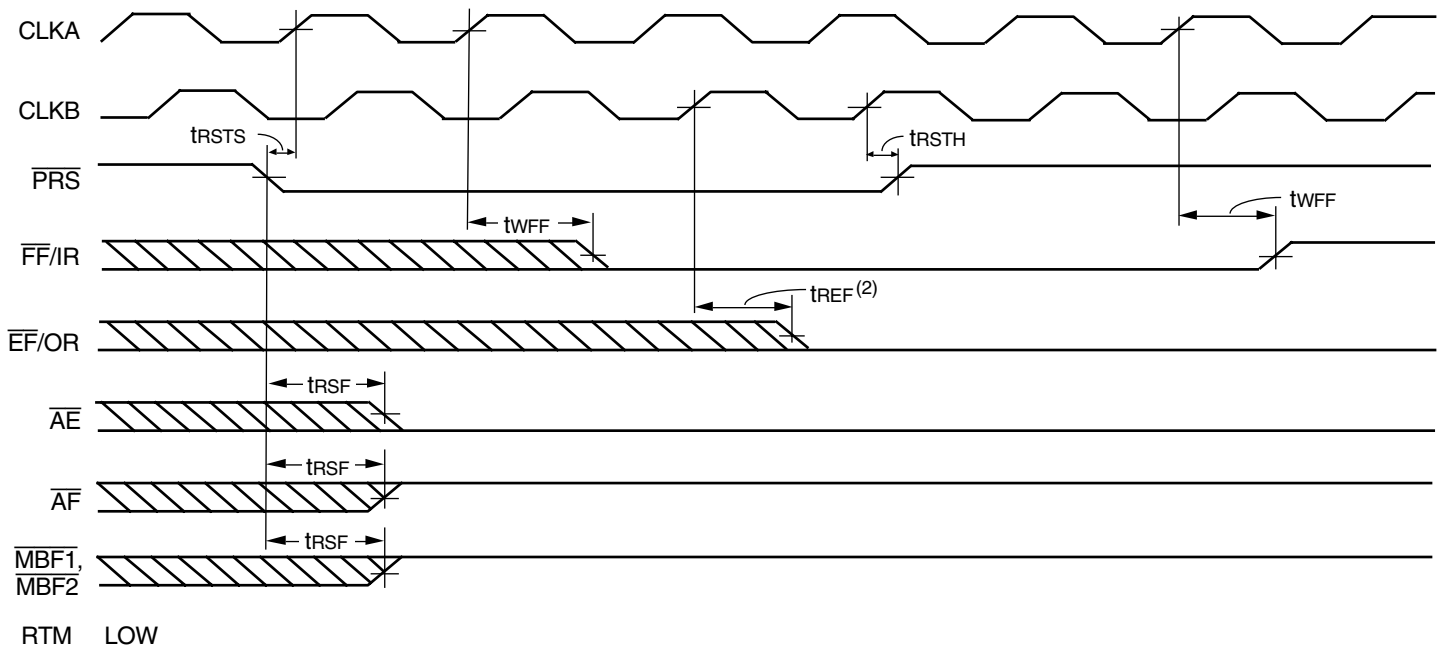 CLKA
CLKB
tRSTS
tRSTH
PRS
tWFF
tWFF
FF/IR
tREF(2)
EF/OR
tRSF
AE
tRSF
AF
tRSF
MBF1,
MBF2
RTM LOW